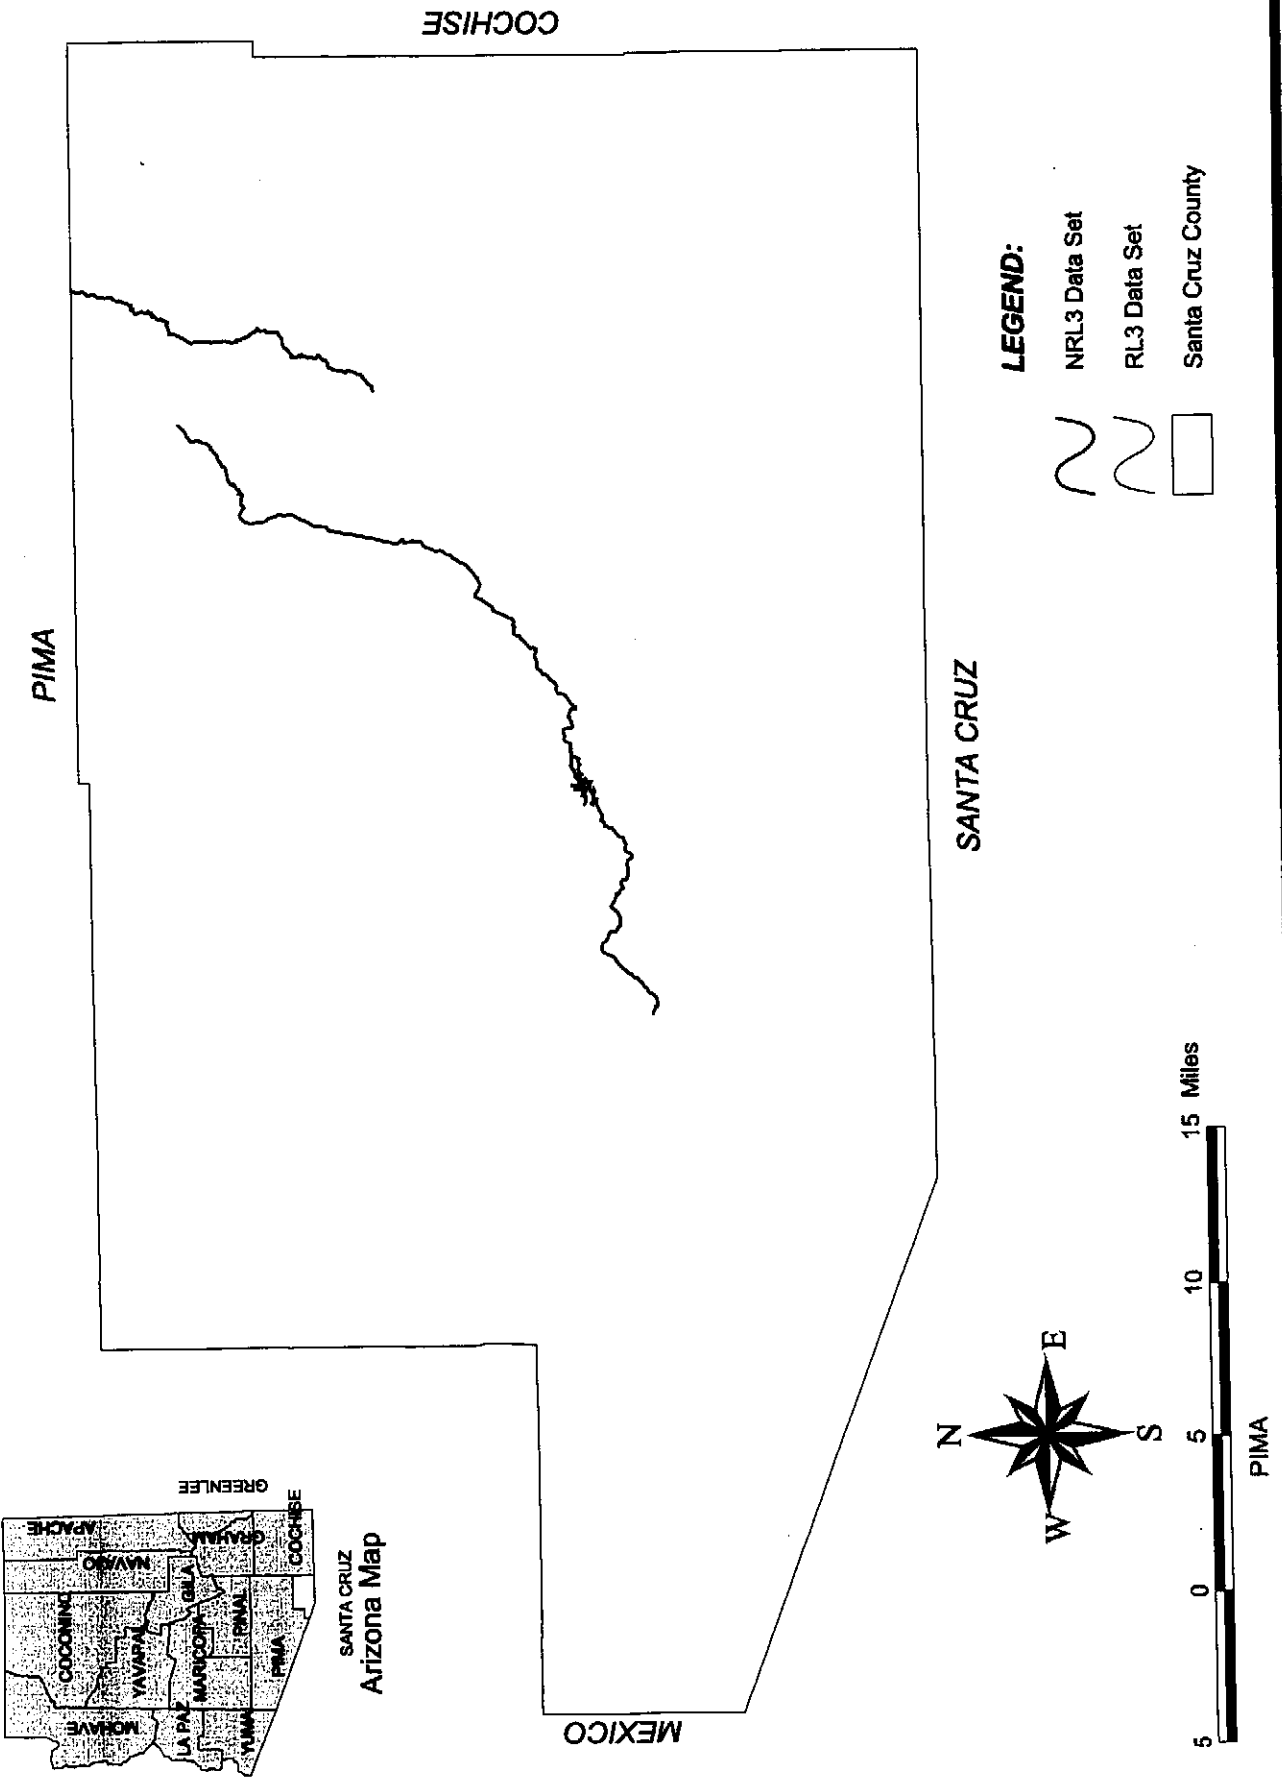 COCHISE
PIMA
SANTA CRUZ
MEXICO
LEGEND:
NRL3 Data Set
RL3 Data Set
Santa Cruz County
N
W
E
S
5
0
5
10
15 Miles
PIMA
MOHAVE
COCONINO
NAVAJO
APACHE
YAVAPAI
LA PAZ
MARICOPA
GILA
GRAHAM
GREENLEE
YUMA
PINAL
PIMA
COCHISE
SANTA CRUZ
Arizona Map